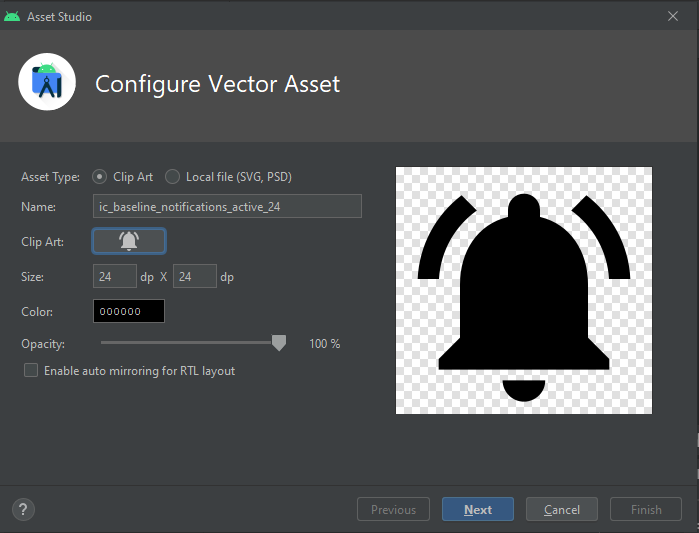 Asset Studio
Configure Vector Asset
Asset Type: Clip Art Local file (SVG, PSD)
Name: ic_baseline_notifications_active_24
Clip Art:
Size: 24 dp X 24 dp
Color: 000000
Opacity: 100 %
Enable auto mirroring for RTL layout
? Previous Next Cancel Finish